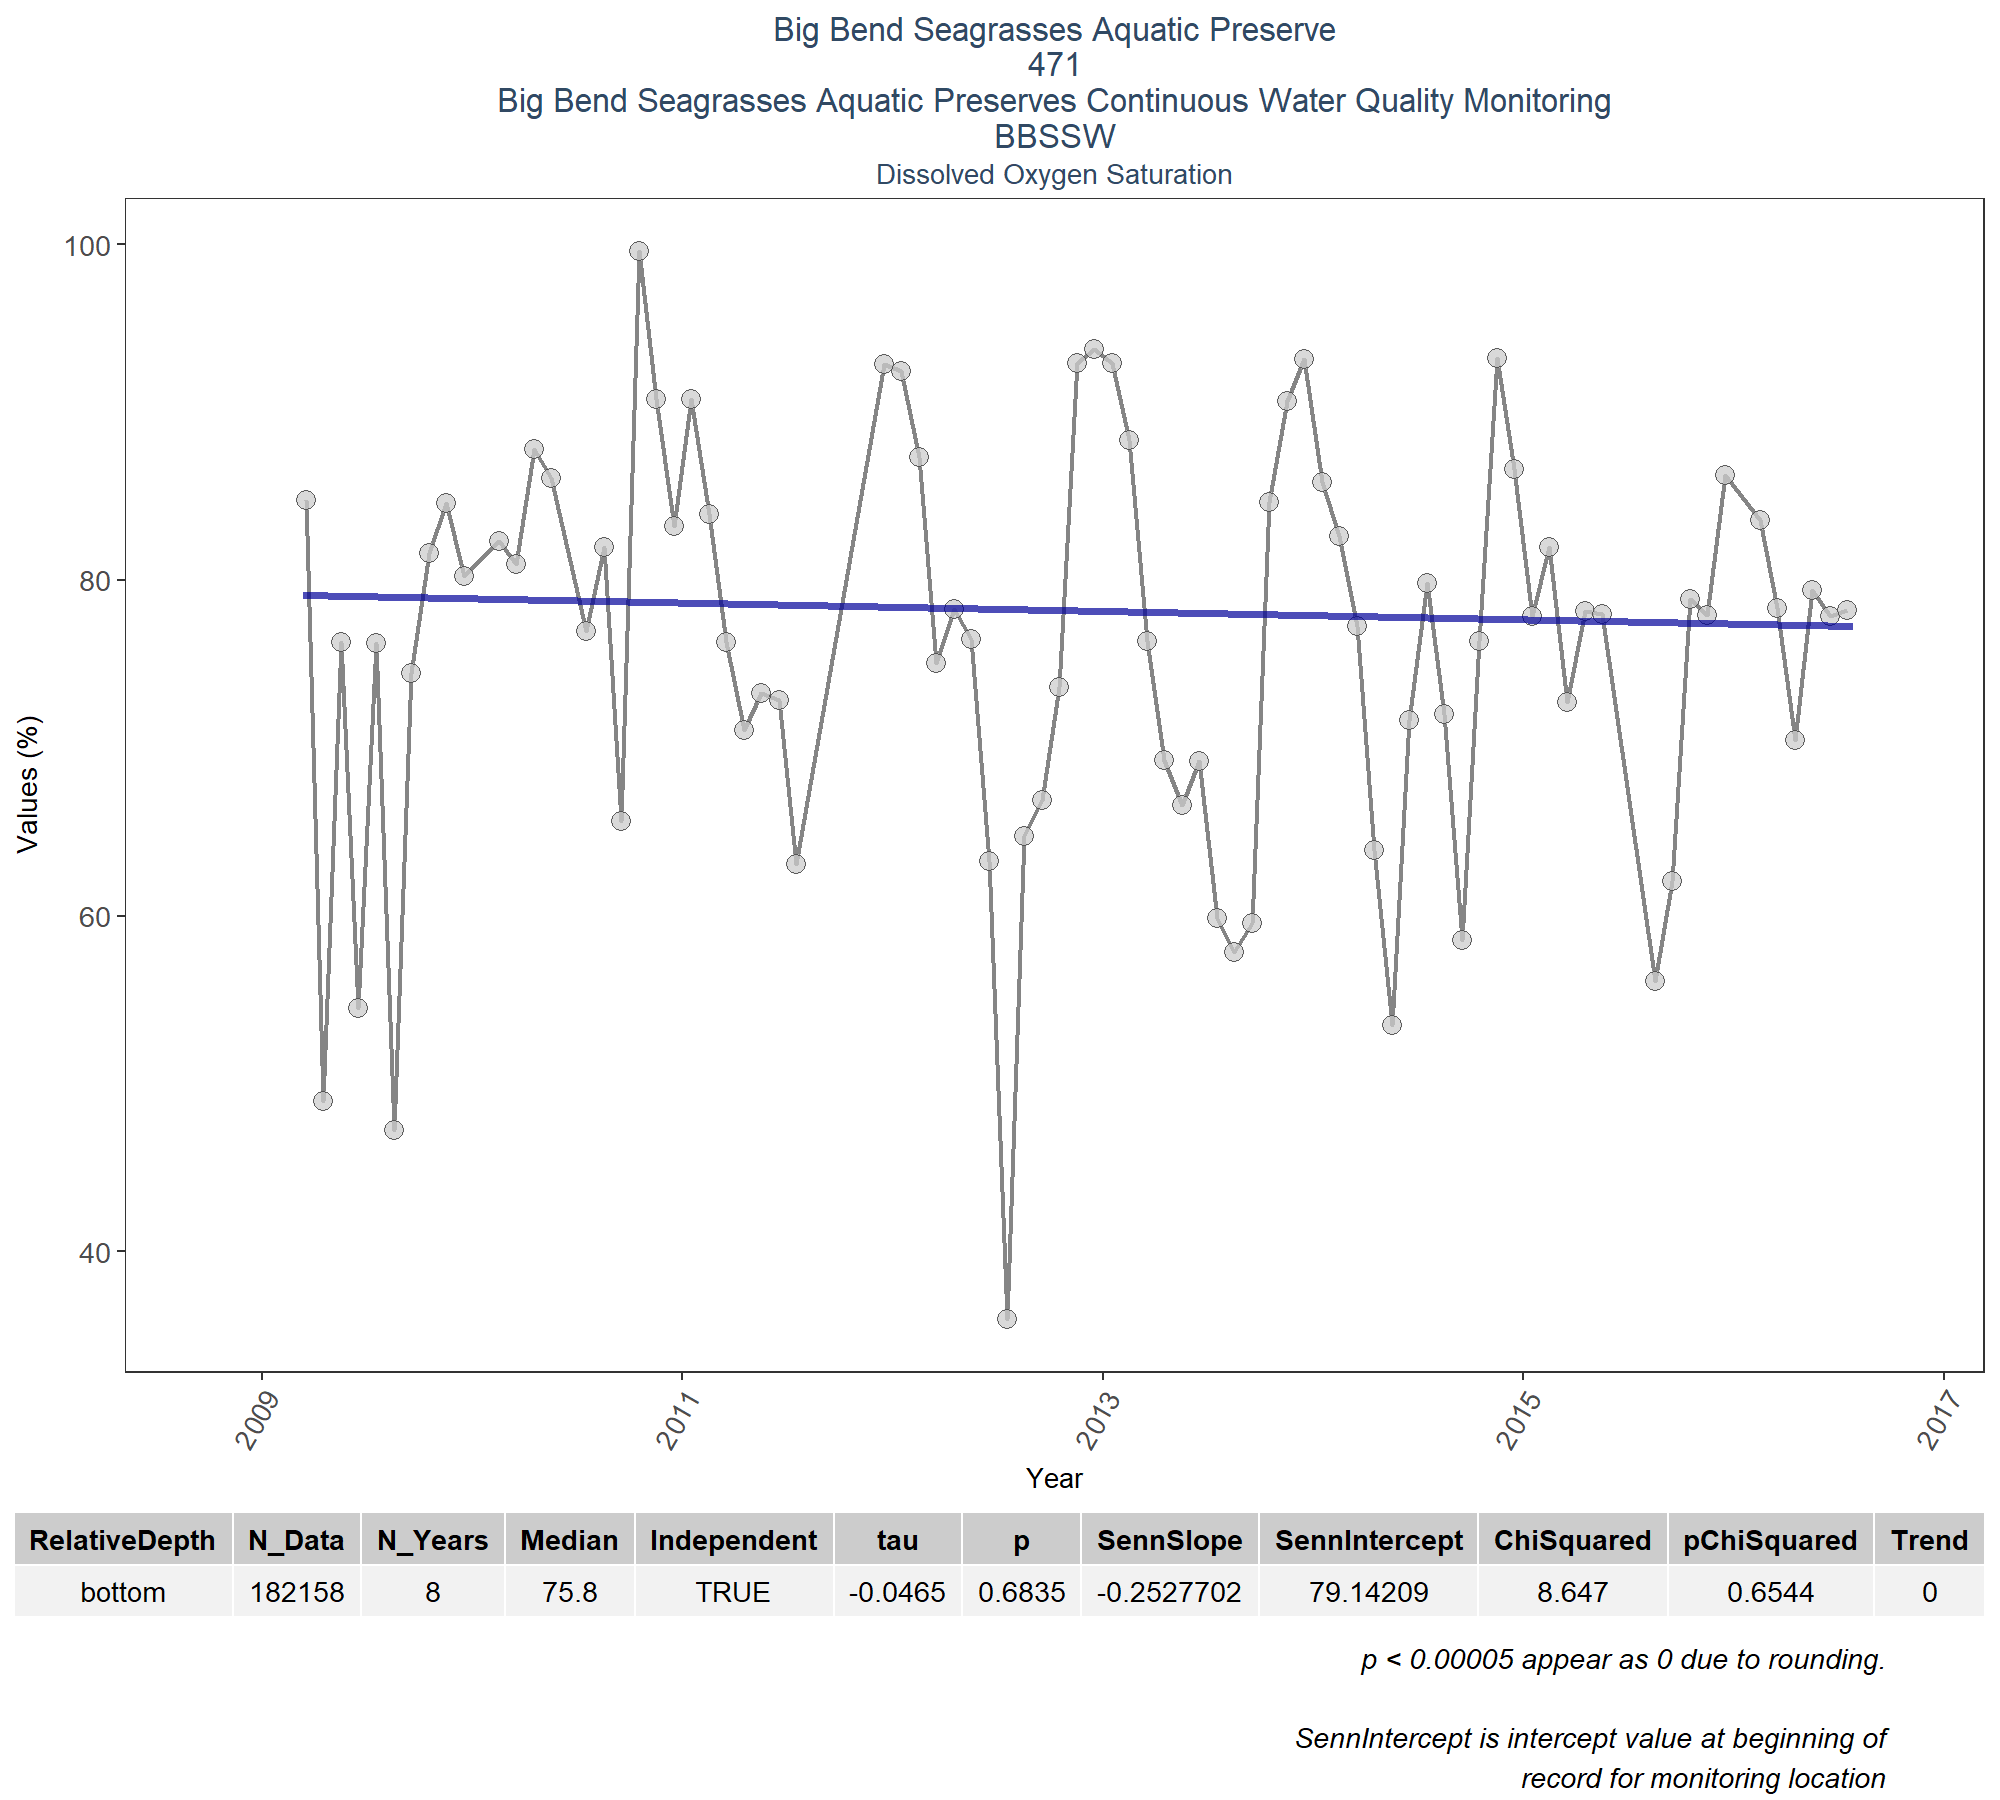 Big Bend Seagrasses Aquatic Preserve
471
Big Bend Seagrasses Aquatic Preserves Continuous Water Quality Monitoring
BBSSW
Dissolved Oxygen Saturation
100
80
60
40
Values (%)
2009 2011 2013 2015 2017
Year
RelativeDepth N_Data N_Years Median Independent tau p SennSlope SennIntercept ChiSquared pChiSquared Trend
bottom 182158 8 75.8 TRUE -0.0465 0.6835 -0.2527702 79.14209 8.647 0.6544 0
p < 0.00005 appear as 0 due to rounding.
SennIntercept is intercept value at beginning of
record for monitoring location